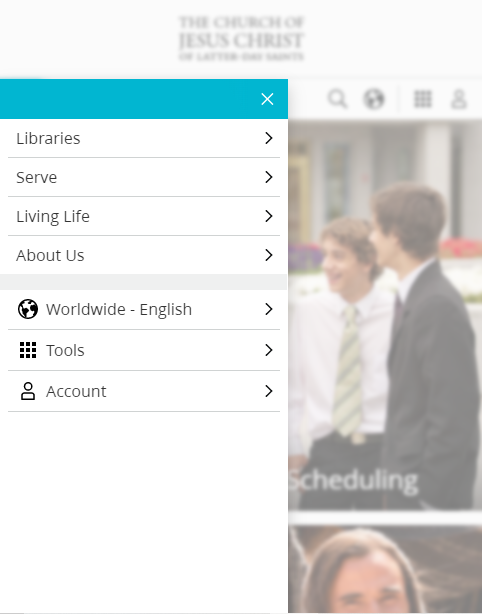 THE CHURCH OF
JESUS CHRIST
OF LATTER-DAY SAINTS
Libraries
Serve
Living Life
About Us
Worldwide - English
Tools
Account
Scheduling